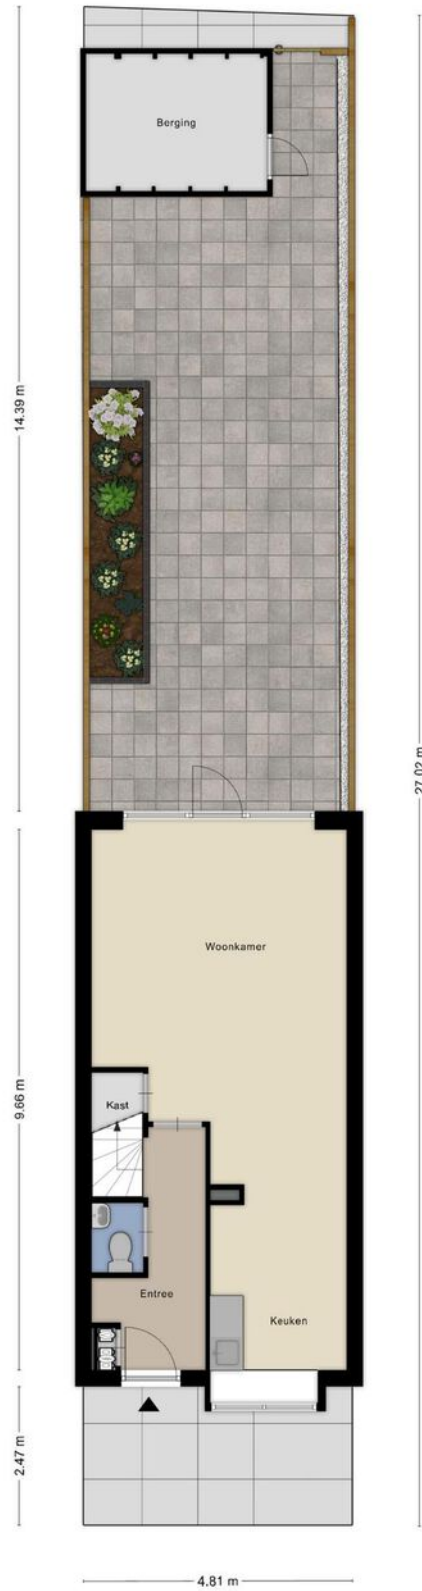 Berging
14.39 m
27.02 m
Woonkamer
9.66 m
Kast
Entree
Keuken
2.47 m
4.81 m